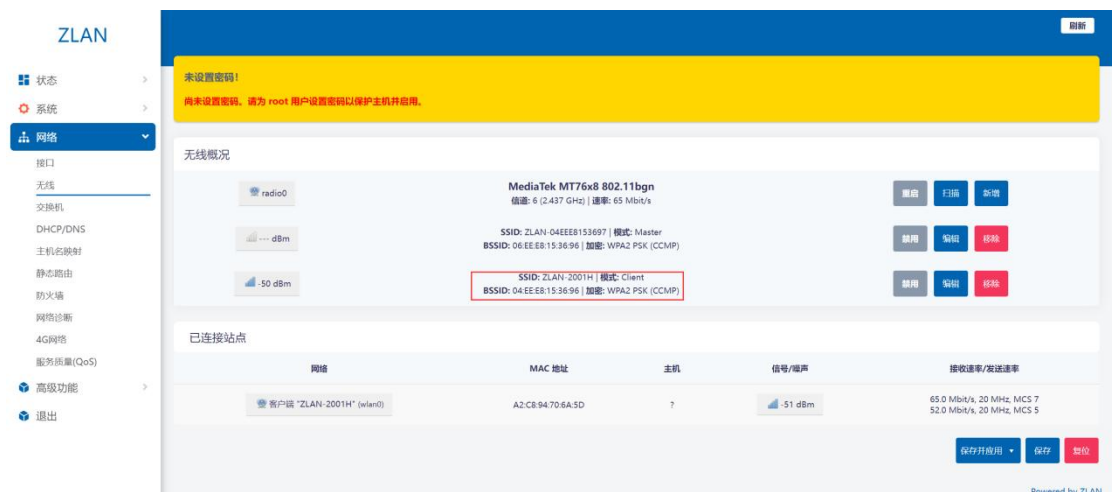 ZLAN
刷新
状态
系统
网络
接口
无线
交换机
DHCP/DNS
主机名映射
静态路由
防火墙
网络诊断
4G网络
服务质量(QoS)
高级功能
退出
未设置密码！
尚未设置密码。请为 root 用户设置密码以保护主机并启用。
无线概况
radio0
MediaTek MT76x8 802.11bgn
信道: 6 (2.437 GHz) | 速率: 65 Mbit/s
重启 扫描 新增
--- dBm
SSID: ZLAN-04EEE8153697 | 模式: Master
BSSID: 06:EE:E8:15:36:96 | 加密: WPA2 PSK (CCMP)
禁用 编辑 移除
-50 dBm
SSID: ZLAN-2001H | 模式: Client
BSSID: 04:EE:E8:15:36:96 | 加密: WPA2 PSK (CCMP)
禁用 编辑 移除
已连接站点
网络 MAC 地址 主机 信号/噪声 接收速率/发送速率
客户端 "ZLAN-2001H" (wlan0) A2:C8:94:70:6A:5D ? -51 dBm
65.0 Mbit/s, 20 MHz, MCS 7
52.0 Mbit/s, 20 MHz, MCS 5
保存并应用 保存 复位
Powered by ZLAN